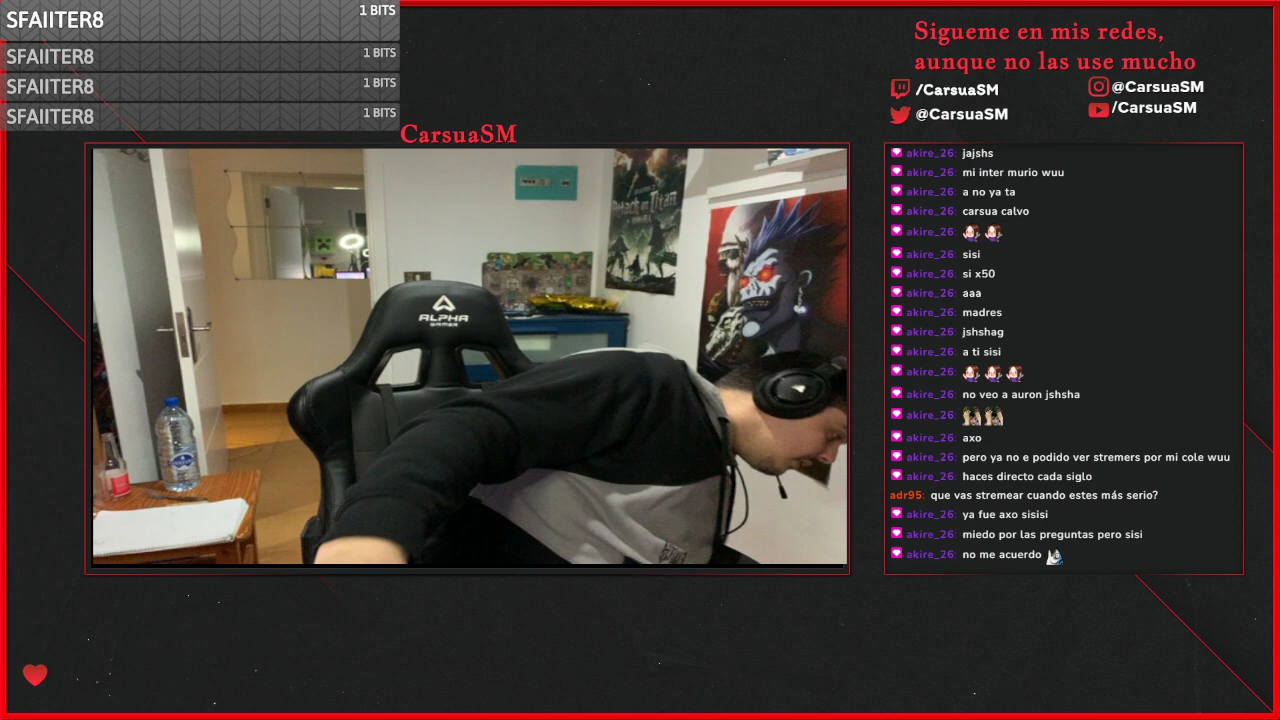 SFAIITER8 1 BITS
SFAIITER8 1 BITS
SFAIITER8 1 BITS
SFAIITER8 1 BITS
CarsuaSM
Sigueme en mis redes,
aunque no las use mucho
/CarsuaSM @CarsuaSM
@CarsuaSM /CarsuaSM
ALPHA
GAMER
Attack on Titan
akire_26: jajshs
akire_26: mi inter murio wuu
akire_26: a no ya ta
akire_26: carsua calvo
akire_26:
akire_26: sisi
akire_26: si x50
akire_26: aaa
akire_26: madres
akire_26: jshshag
akire_26: a ti sisi
akire_26:
akire_26: no veo a auron jshsha
akire_26:
akire_26: axo
akire_26: pero ya no e podido ver stremers por mi cole wuu
akire_26: haces directo cada siglo
adr95: que vas stremear cuando estes más serio?
akire_26: ya fue axo sisisi
akire_26: miedo por las preguntas pero sisi
akire_26: no me acuerdo